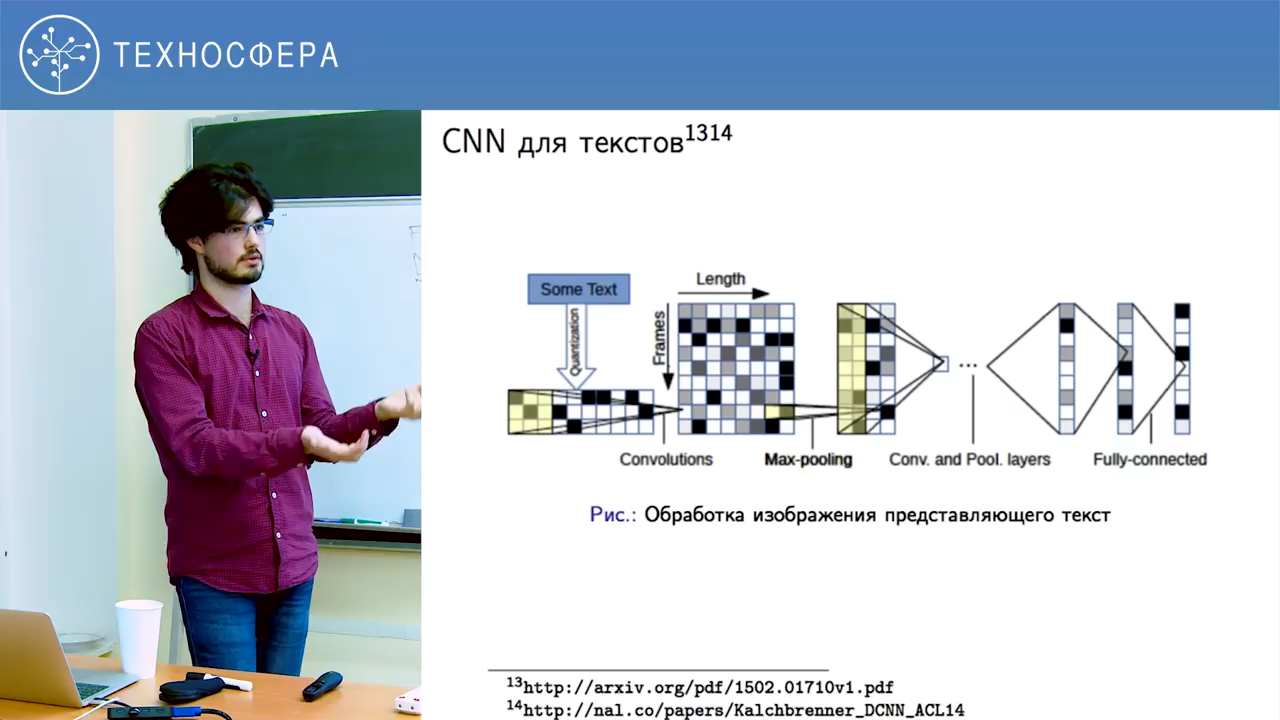 ТЕХНОСФЕРА
CNN для текстов1314
Some Text
Quantization
Length
Frames
...
Convolutions
Max-pooling
Conv. and Pool. layers
Fully-connected
Рис.: Обработка изображения представляющего текст
13http://arxiv.org/pdf/1502.01710v1.pdf
14http://nal.co/papers/Kalchbrenner_DCNN_ACL14